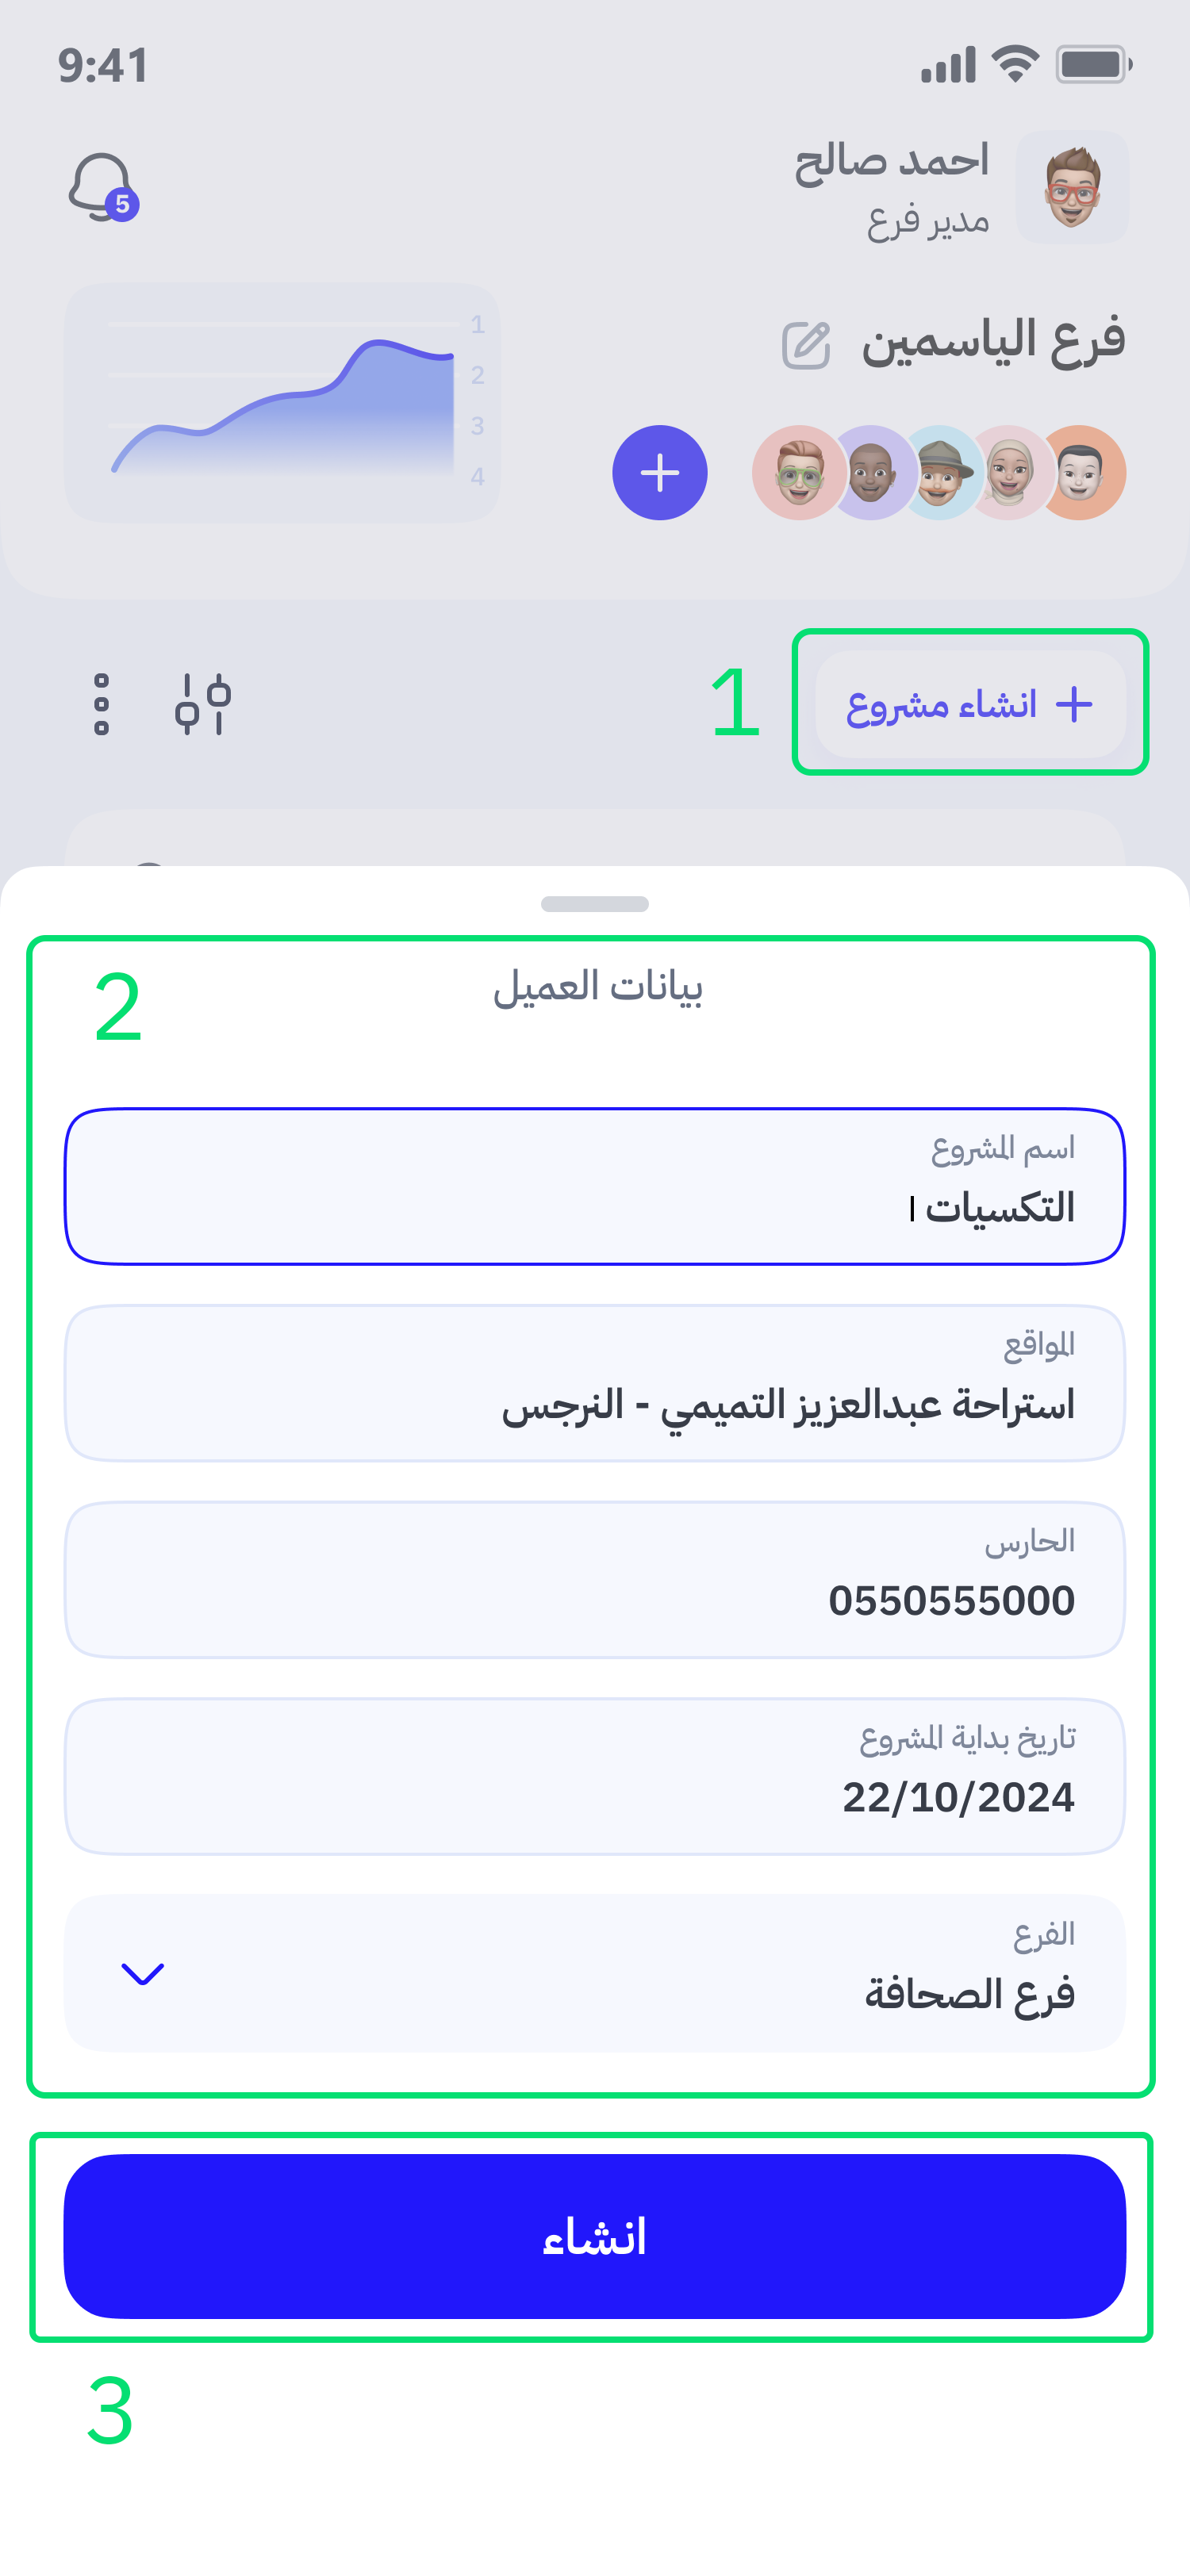 9:41
احمد صالح
مدير فرع
5
فرع الياسمين
1
2
3
4
انشاء مشروع
1
2
بيانات العميل
اسم المشروع
التكسيات
المواقع
استراحة عبدالعزيز التميمي - النرجس
الحارس
0550555000
تاريخ بداية المشروع
22/10/2024
الفرع
فرع الصحافة
انشاء
3